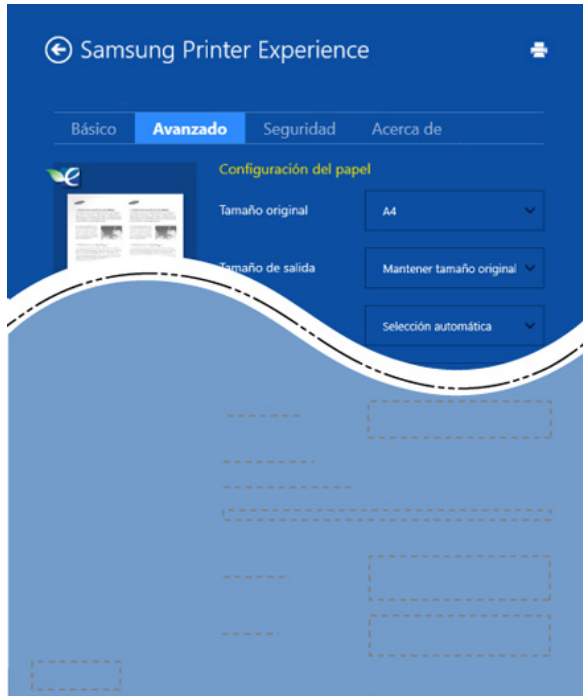 Samsung Printer Experience
Básico Avanzado Seguridad Acerca de
Configuración del papel
Tamaño original A4
Tamaño de salida Mantener tamaño original
Selección automática